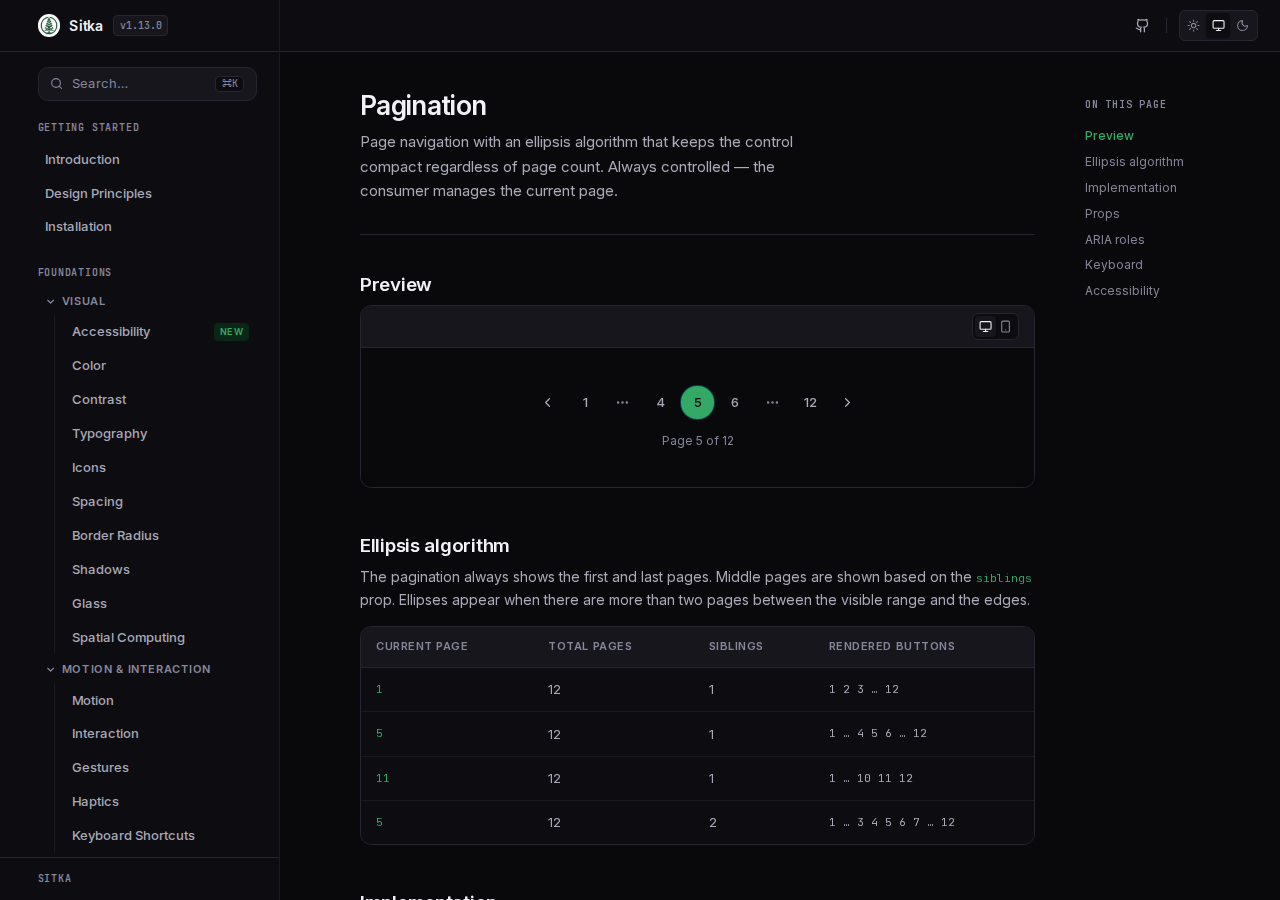 Sitka v1.13.0
Search... ⌘K
GETTING STARTED
Introduction
Design Principles
Installation
FOUNDATIONS
VISUAL
Accessibility NEW
Color
Contrast
Typography
Icons
Spacing
Border Radius
Shadows
Glass
Spatial Computing
MOTION & INTERACTION
Motion
Interaction
Gestures
Haptics
Keyboard Shortcuts
SITKA
Pagination
Page navigation with an ellipsis algorithm that keeps the control
compact regardless of page count. Always controlled — the
consumer manages the current page.
Preview
1 ··· 4 5 6 ··· 12
Page 5 of 12
Ellipsis algorithm
The pagination always shows the first and last pages. Middle pages are shown based on the siblings
prop. Ellipses appear when there are more than two pages between the visible range and the edges.
CURRENT PAGE TOTAL PAGES SIBLINGS RENDERED BUTTONS
1 12 1 1 2 3 … 12
5 12 1 1 … 4 5 6 … 12
11 12 1 1 … 10 11 12
5 12 2 1 … 3 4 5 6 7 … 12
Implementation
ON THIS PAGE
Preview
Ellipsis algorithm
Implementation
Props
ARIA roles
Keyboard
Accessibility